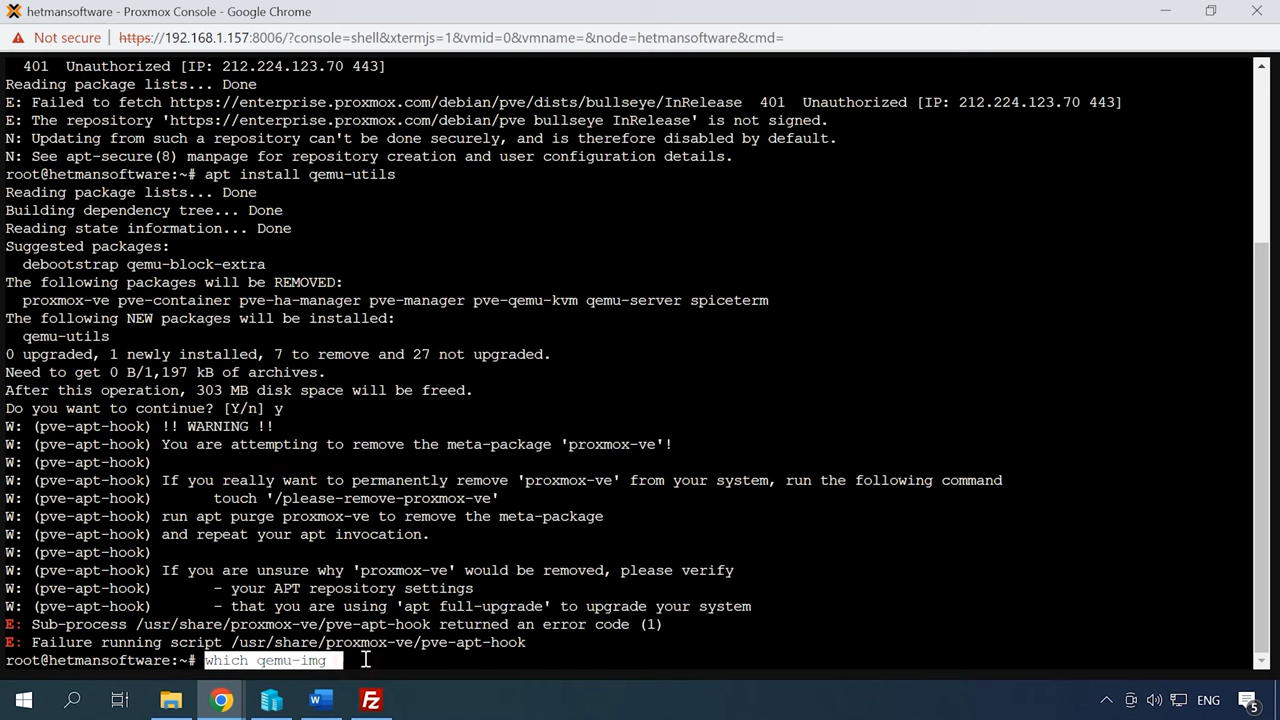 hetmansoftware - Proxmox Console - Google Chrome
Not secure https://192.168.1.157:8006/?console=shell&xtermjs=1&vmid=0&vmname=&node=hetmansoftware&cmd=
401  Unauthorized [IP: 212.224.123.70 443]
Reading package lists... Done
E: Failed to fetch https://enterprise.proxmox.com/debian/pve/dists/bullseye/InRelease  401  Unauthorized [IP: 212.224.123.70 443]
E: The repository 'https://enterprise.proxmox.com/debian/pve bullseye InRelease' is not signed.
N: Updating from such a repository can't be done securely, and is therefore disabled by default.
N: See apt-secure(8) manpage for repository creation and user configuration details.
root@hetmansoftware:~# apt install qemu-utils
Reading package lists... Done
Building dependency tree... Done
Reading state information... Done
Suggested packages:
  debootstrap qemu-block-extra
The following packages will be REMOVED:
  proxmox-ve pve-container pve-ha-manager pve-manager pve-qemu-kvm qemu-server spiceterm
The following NEW packages will be installed:
  qemu-utils
0 upgraded, 1 newly installed, 7 to remove and 27 not upgraded.
Need to get 0 B/1,197 kB of archives.
After this operation, 303 MB disk space will be freed.
Do you want to continue? [Y/n] y
W: (pve-apt-hook) !! WARNING !!
W: (pve-apt-hook) You are attempting to remove the meta-package 'proxmox-ve'!
W: (pve-apt-hook)
W: (pve-apt-hook) If you really want to permanently remove 'proxmox-ve' from your system, run the following command
W: (pve-apt-hook)       touch '/please-remove-proxmox-ve'
W: (pve-apt-hook) run apt purge proxmox-ve to remove the meta-package
W: (pve-apt-hook) and repeat your apt invocation.
W: (pve-apt-hook)
W: (pve-apt-hook) If you are unsure why 'proxmox-ve' would be removed, please verify
W: (pve-apt-hook)       - your APT repository settings
W: (pve-apt-hook)       - that you are using 'apt full-upgrade' to upgrade your system
E: Sub-process /usr/share/proxmox-ve/pve-apt-hook returned an error code (1)
E: Failure running script /usr/share/proxmox-ve/pve-apt-hook
root@hetmansoftware:~# which qemu-img
W
Fz
ENG
5